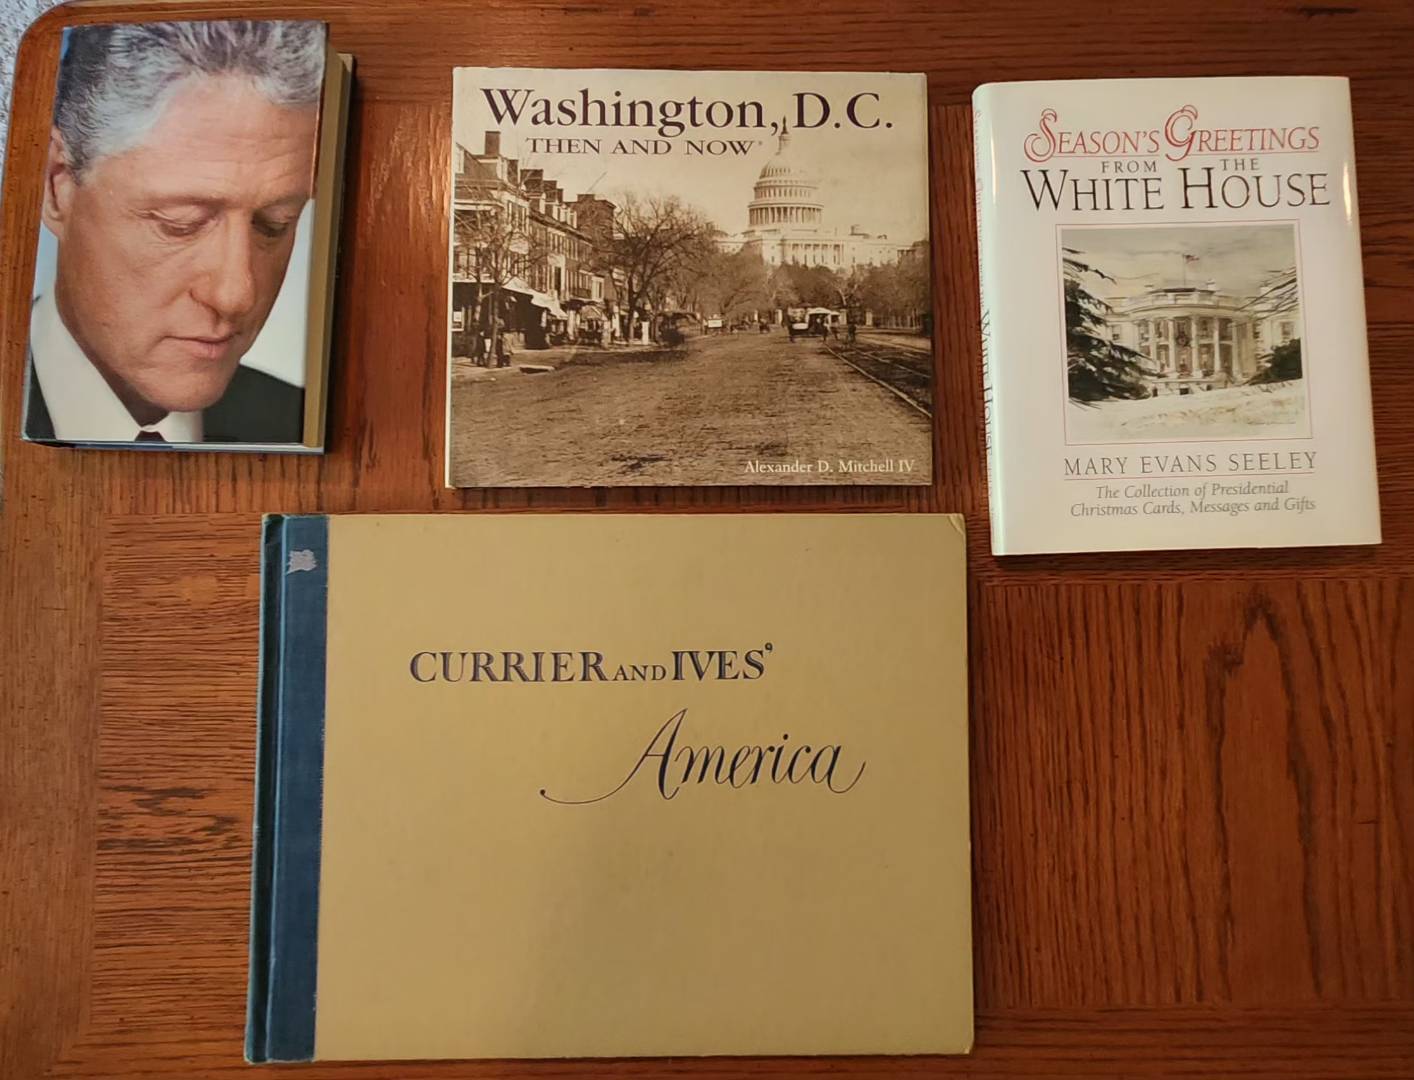 Washington, D.C.
THEN AND NOW®
Alexander D. Mitchell IV
SEASON'S GREETINGS
FROM THE
WHITE HOUSE
MARY EVANS SEELEY
The Collection of Presidential
Christmas Cards, Messages and Gifts
CURRIER AND IVES'
America